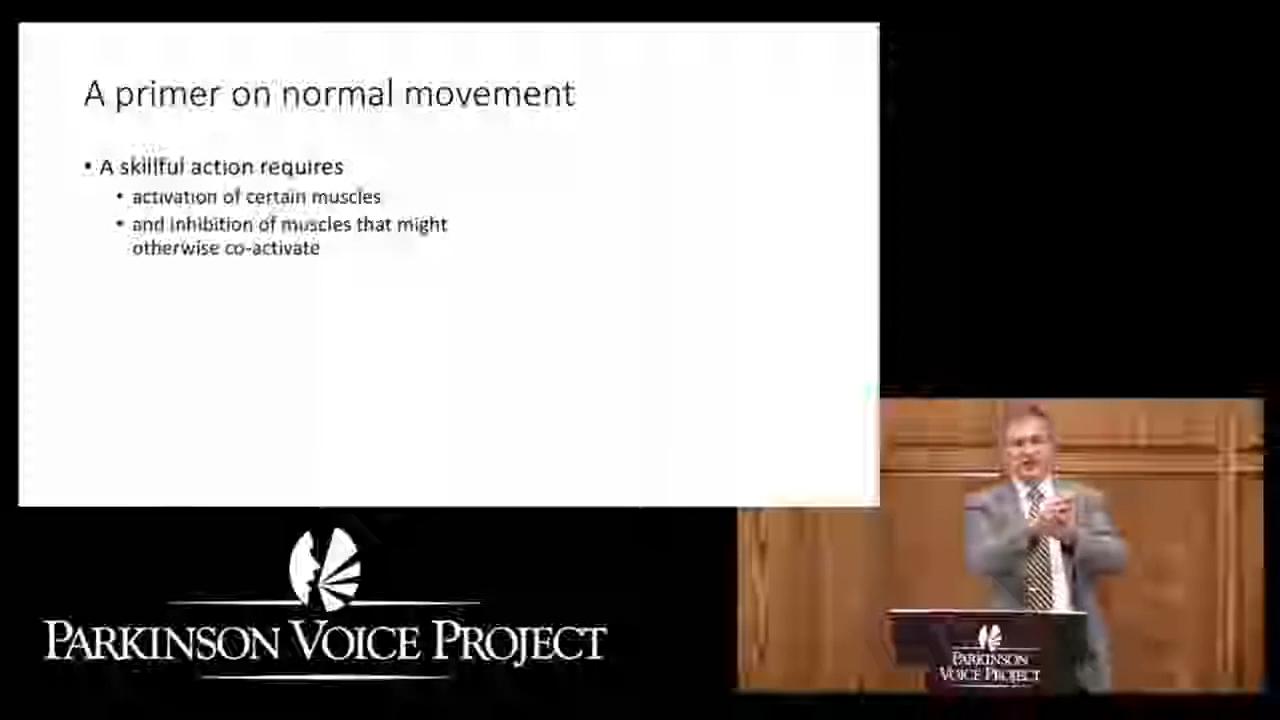 A primer on normal movement
• A skillful action requires
• activation of certain muscles
• and inhibition of muscles that might
otherwise co-activate
PARKINSON VOICE PROJECT
PARKINSON
VOICE PROJECT